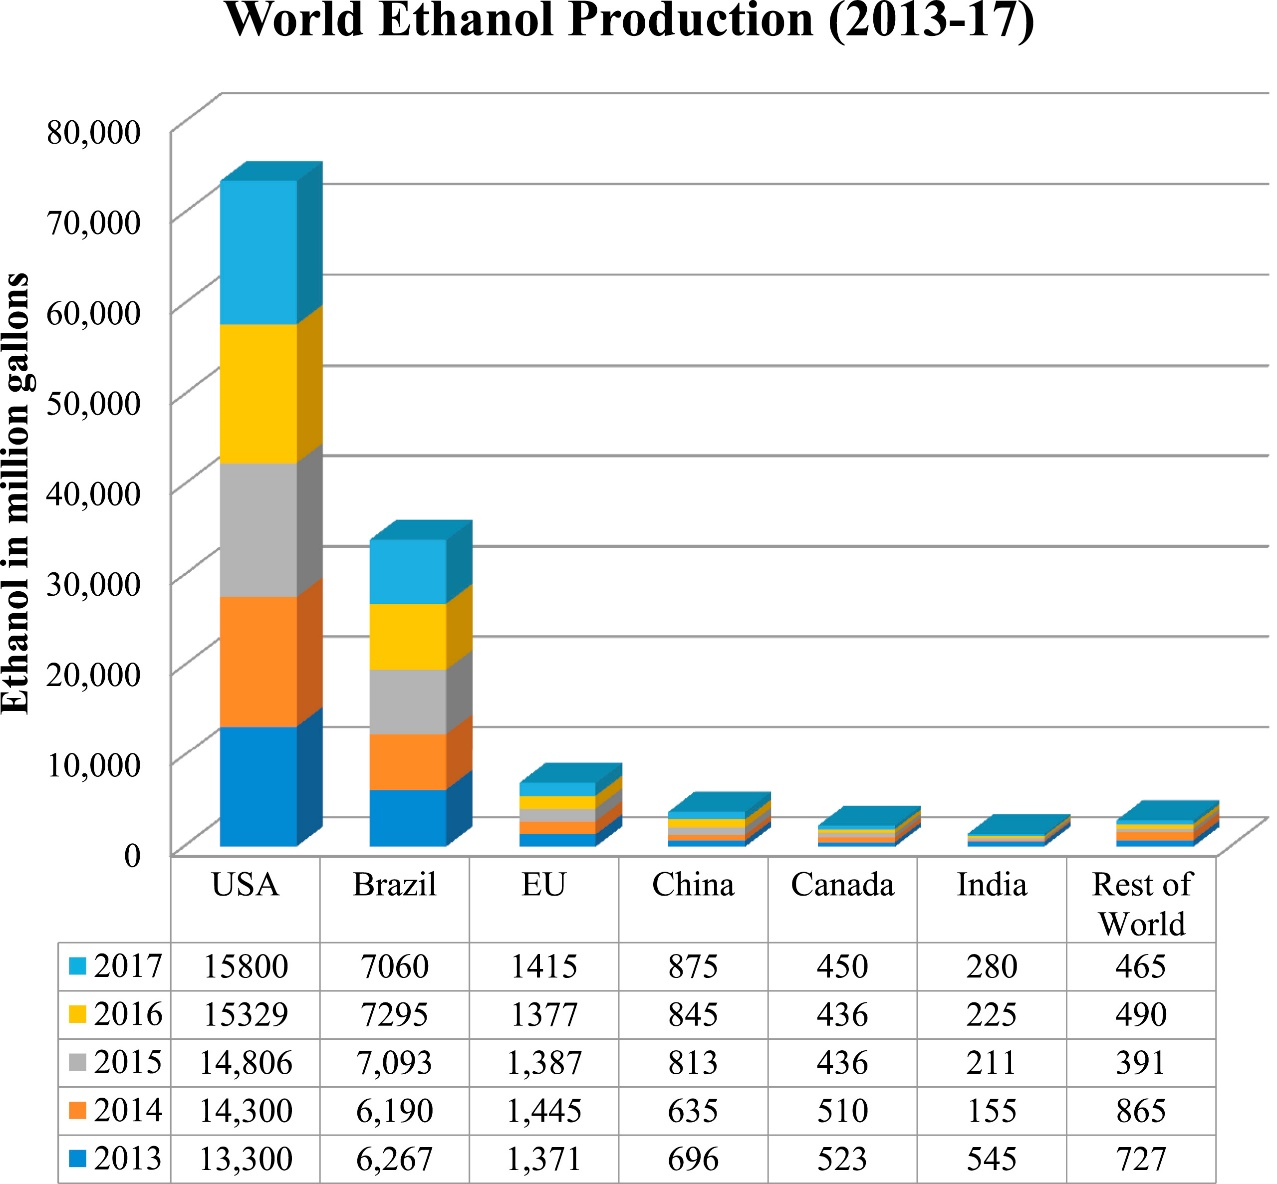 World Ethanol Production (2013-17)
Ethanol in million gallons
80,000
70,000
60,000
50,000
40,000
30,000
20,000
10,000
0
USA Brazil EU China Canada India Rest of
World
2017 15800 7060 1415 875 450 280 465
2016 15329 7295 1377 845 436 225 490
2015 14,806 7,093 1,387 813 436 211 391
2014 14,300 6,190 1,445 635 510 155 865
2013 13,300 6,267 1,371 696 523 545 727